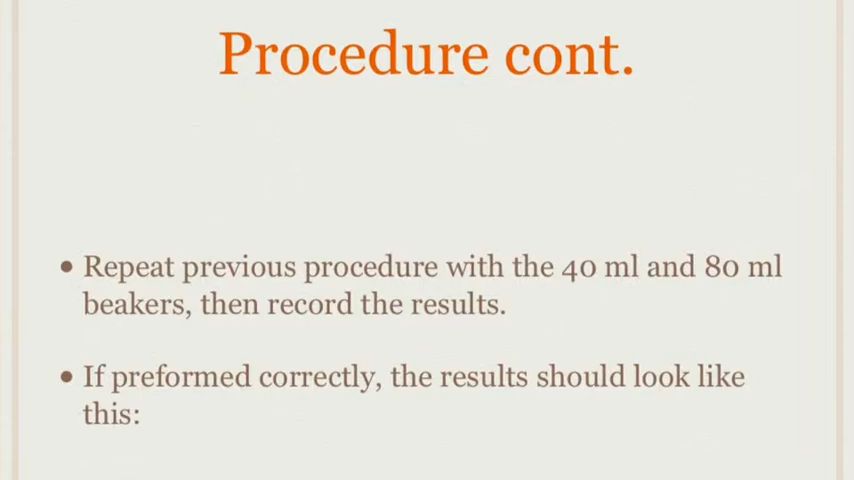 Procedure cont.
• Repeat previous procedure with the 40 ml and 80 ml
beakers, then record the results.
• If preformed correctly, the results should look like
this: